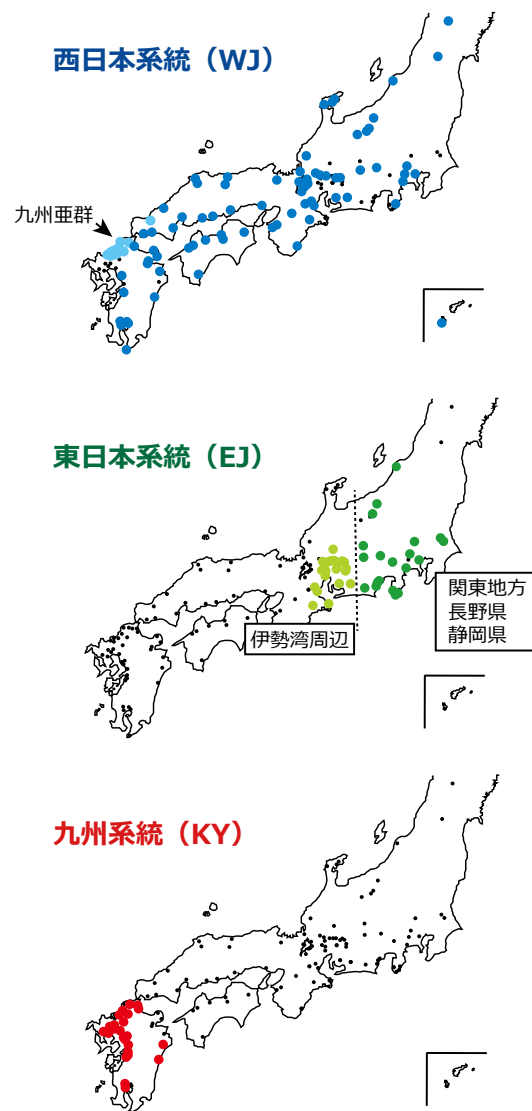 西日本系統（WJ）
九州亜群
東日本系統（EJ）
伊勢湾周辺
関東地方
長野県
静岡県
九州系統（KY）